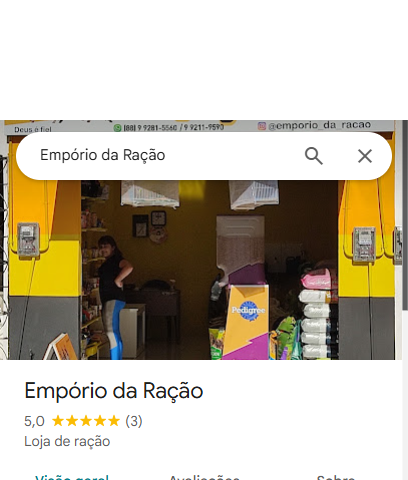 Deus é fiel
(88) 9 9281-5560 / 9 9211-9593
@emporio_da_racao
Empório da Ração
Pedigree
Empório da Ração
5,0 (3)
Loja de ração
Visão geral Avaliações Sobre